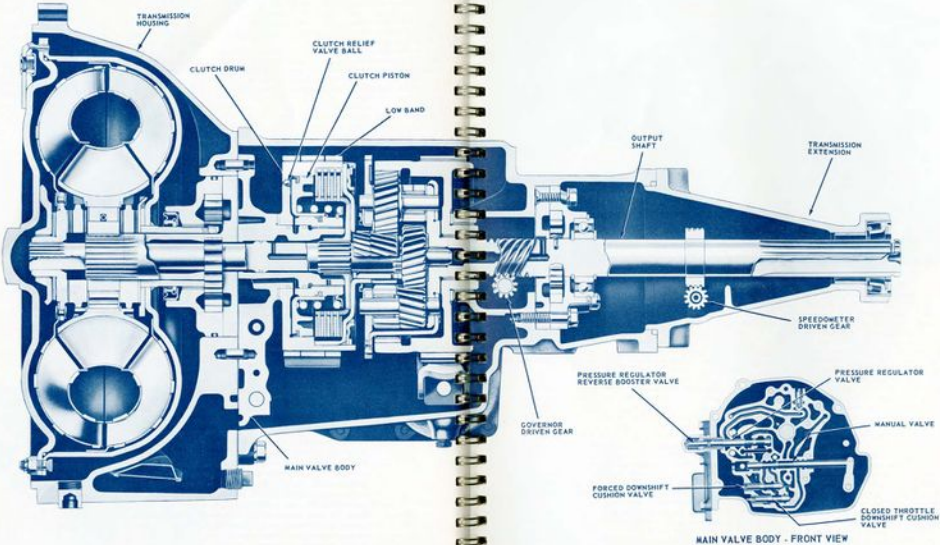 TRANSMISSION
HOUSING
CLUTCH RELIEF
VALVE BALL
CLUTCH DRUM
CLUTCH PISTON
LOW BAND
OUTPUT
SHAFT
TRANSMISSION
EXTENSION
SPEEDOMETER
DRIVEN GEAR
GOVERNOR
DRIVEN GEAR
MAIN VALVE BODY
PRESSURE REGULATOR
REVERSE BOOSTER VALVE
PRESSURE REGULATOR
VALVE
MANUAL VALVE
FORCED DOWNSHIFT
CUSHION VALVE
CLOSED THROTTLE
DOWNSHIFT CUSHION
VALVE
MAIN VALVE BODY - FRONT VIEW